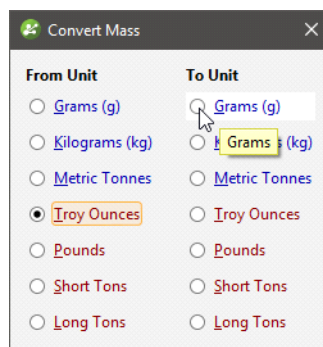 Convert Mass
From Unit To Unit
Grams (g) Grams (g)
Kilograms (kg) K Grams (kg)
Metric Tonnes Metric Tonnes
Troy Ounces Troy Ounces
Pounds Pounds
Short Tons Short Tons
Long Tons Long Tons